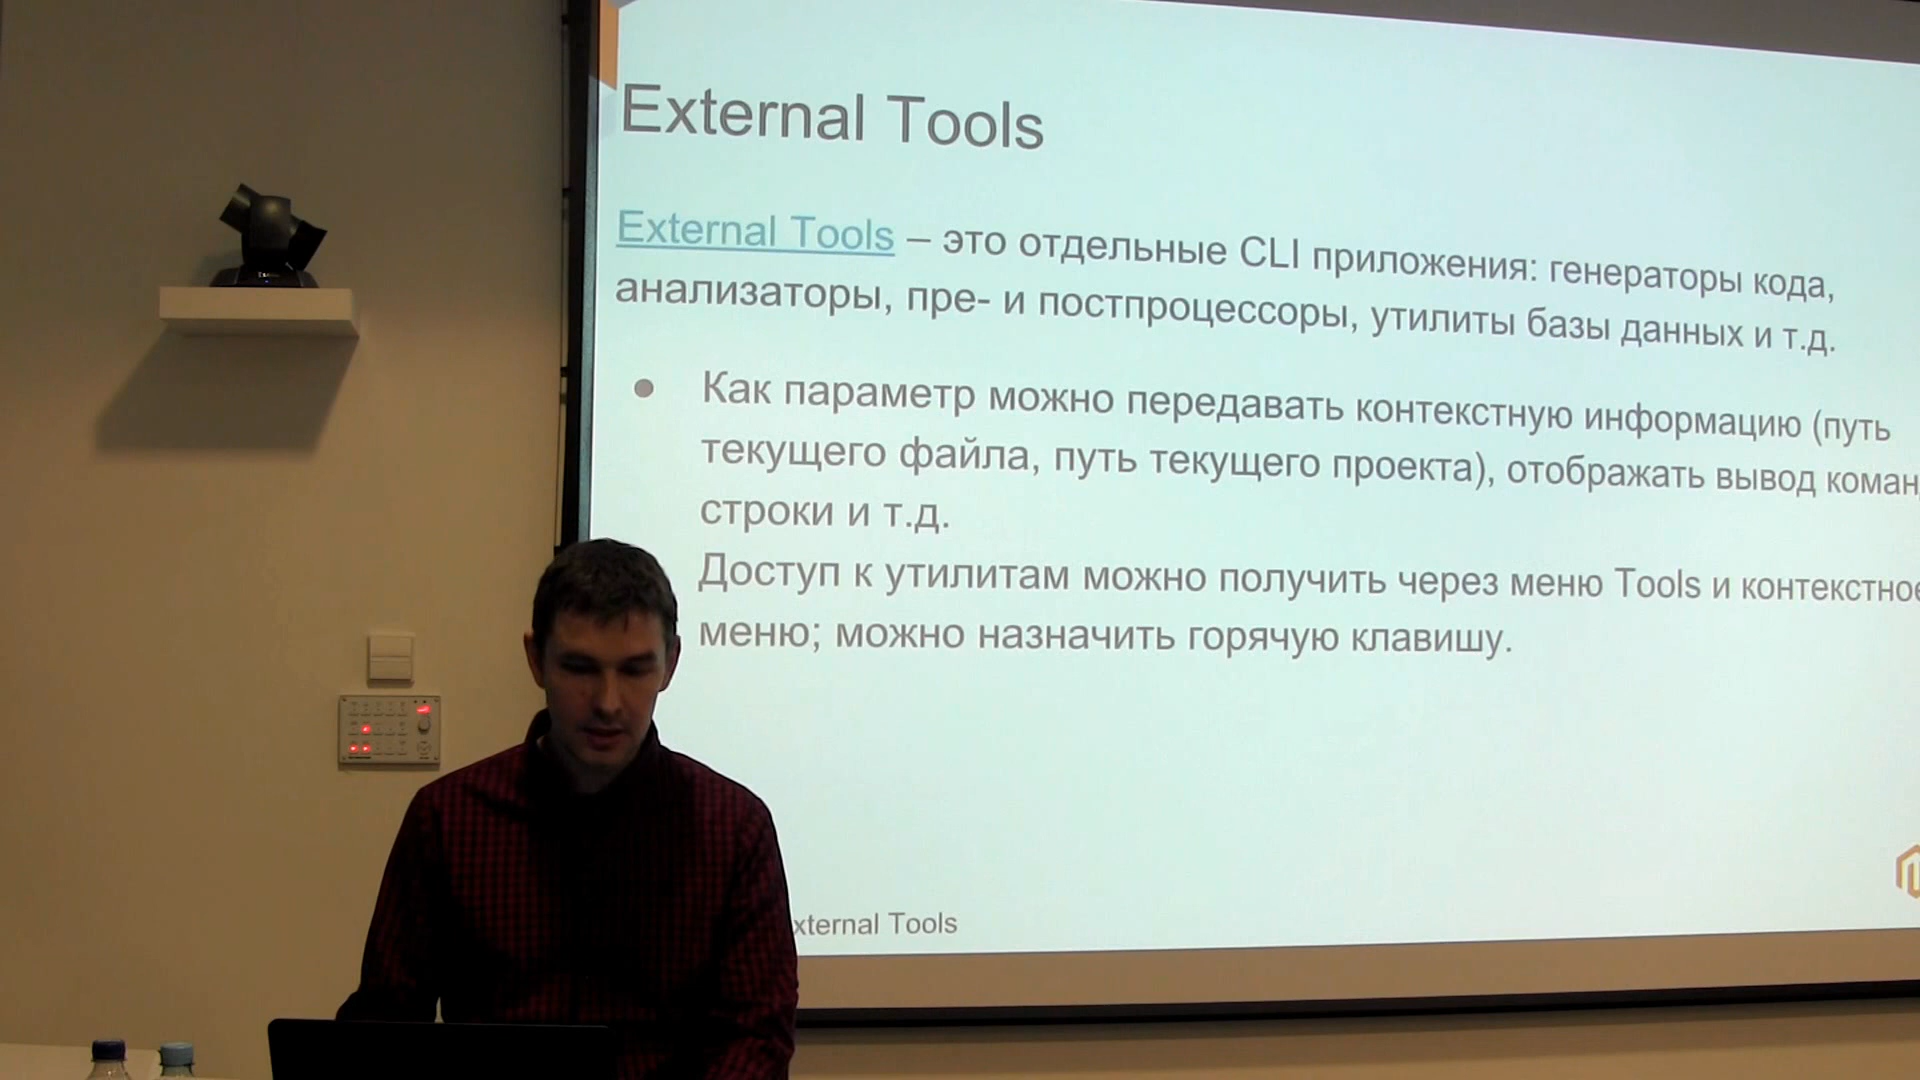 External Tools
External Tools – это отдельные CLI приложения: генераторы кода,
анализаторы, пре- и постпроцессоры, утилиты базы данных и т.д.
Как параметр можно передавать контекстную информацию (путь
текущего файла, путь текущего проекта), отображать вывод коман
строки и т.д.
Доступ к утилитам можно получить через меню Tools и контекстное
меню; можно назначить горячую клавишу.
xternal Tools